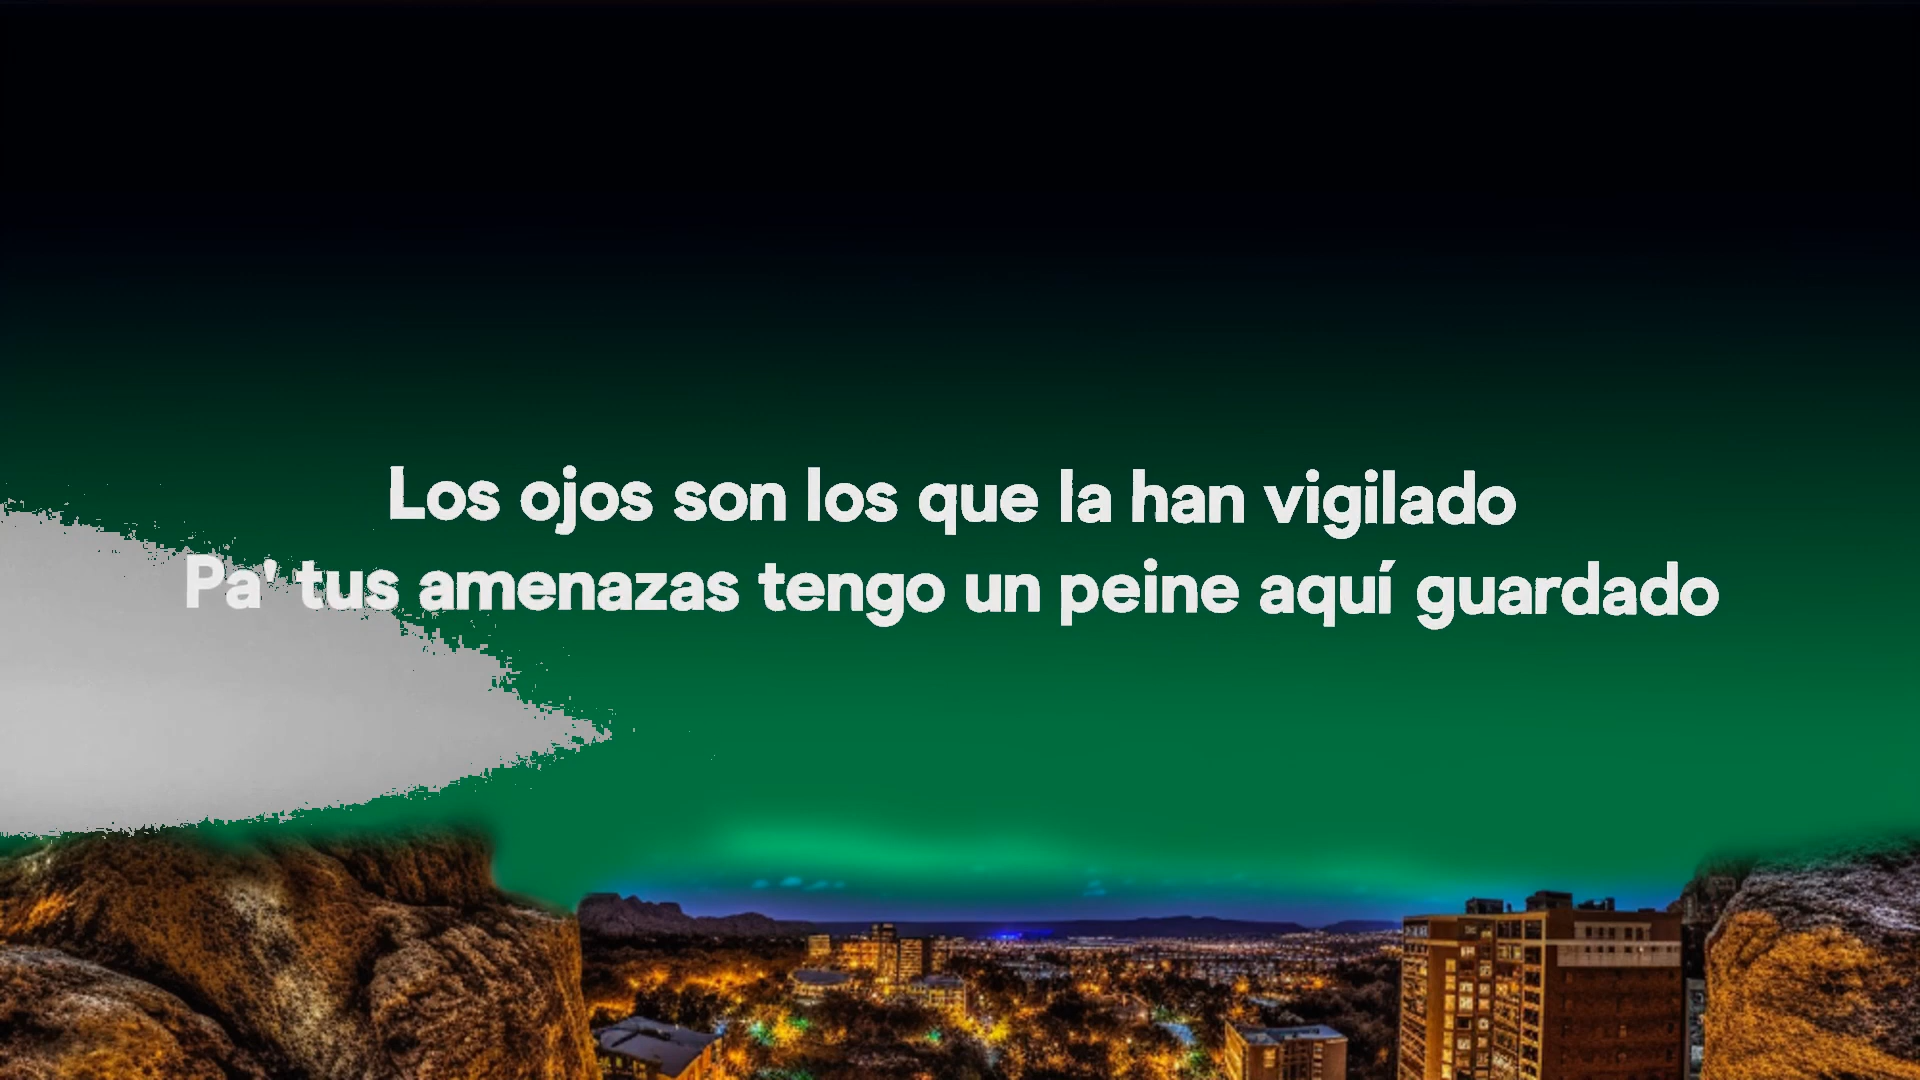 Los ojos son los que la han vigilado
Pa' tus amenazas tengo un peine aquí guardado